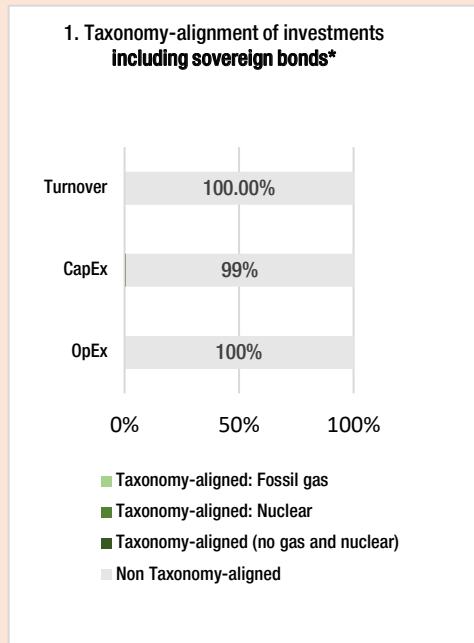 1. Taxonomy-alignment of investments
including sovereign bonds*
Turnover
100.00%
CapEx
99%
OpEx
100%
0% 50% 100%
Taxonomy-aligned: Fossil gas
Taxonomy-aligned: Nuclear
Taxonomy-aligned (no gas and nuclear)
Non Taxonomy-aligned